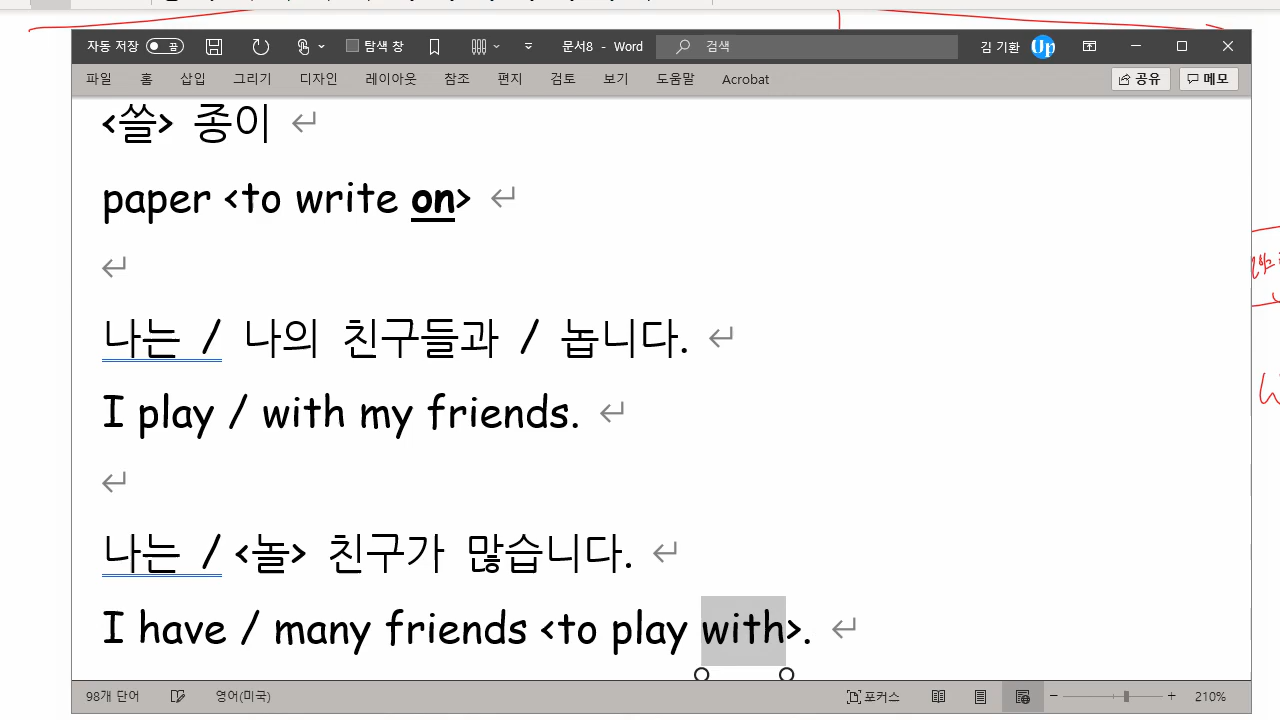 자동 저장 끔 탐색 창 문서8 - Word 검색 김 기환 Up
파일 홈 삽입 그리기 디자인 레이아웃 참조 편지 검토 보기 도움말 Acrobat 공유 메모
<쓸> 종이
paper <to write on>
나는 / 나의 친구들과 / 놉니다.
I play / with my friends.
나는 / <놀> 친구가 많습니다.
I have / many friends <to play with>.
98개 단어 영어(미국) 포커스 210%